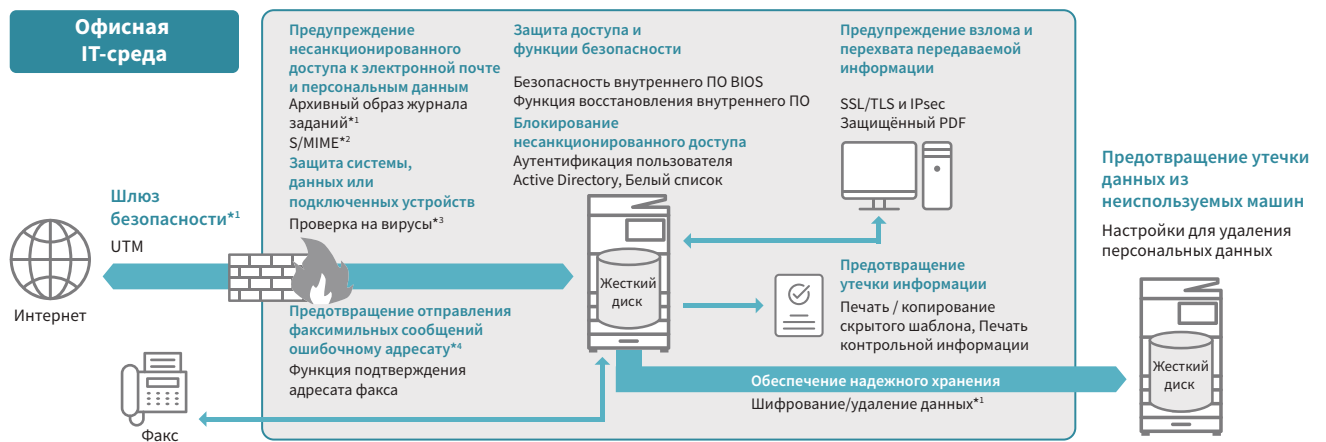 Офисная
IT-среда
Шлюз
безопасности*1
UTM
Интернет
Факс
Предупреждение
несанкционированного
доступа к электронной почте
и персональным данным
Архивный образ журнала
заданий*1
S/MIME*2
Защита системы,
данных или
подключенных устройств
Проверка на вирусы*3
Предотвращение отправления
факсимильных сообщений
ошибочному адресату*4
Функция подтверждения
адресата факса
Защита доступа и
функции безопасности
Безопасность внутреннего ПО BIOS
Функция восстановления внутреннего ПО
Блокирование
несанкционированного доступа
Аутентификация пользователя
Active Directory, Белый список
Жесткий
диск
Предупреждение взлома и
перехвата передаваемой
информации
SSL/TLS и IPsec
Защищённый PDF
Предотвращение
утечки информации
Печать / копирование
скрытого шаблона, Печать
контрольной информации
Обеспечение надежного хранения
Шифрование/удаление данных*1
Предотвращение утечки
данных из
неиспользуемых машин
Настройки для удаления
персональных данных
Жесткий
диск